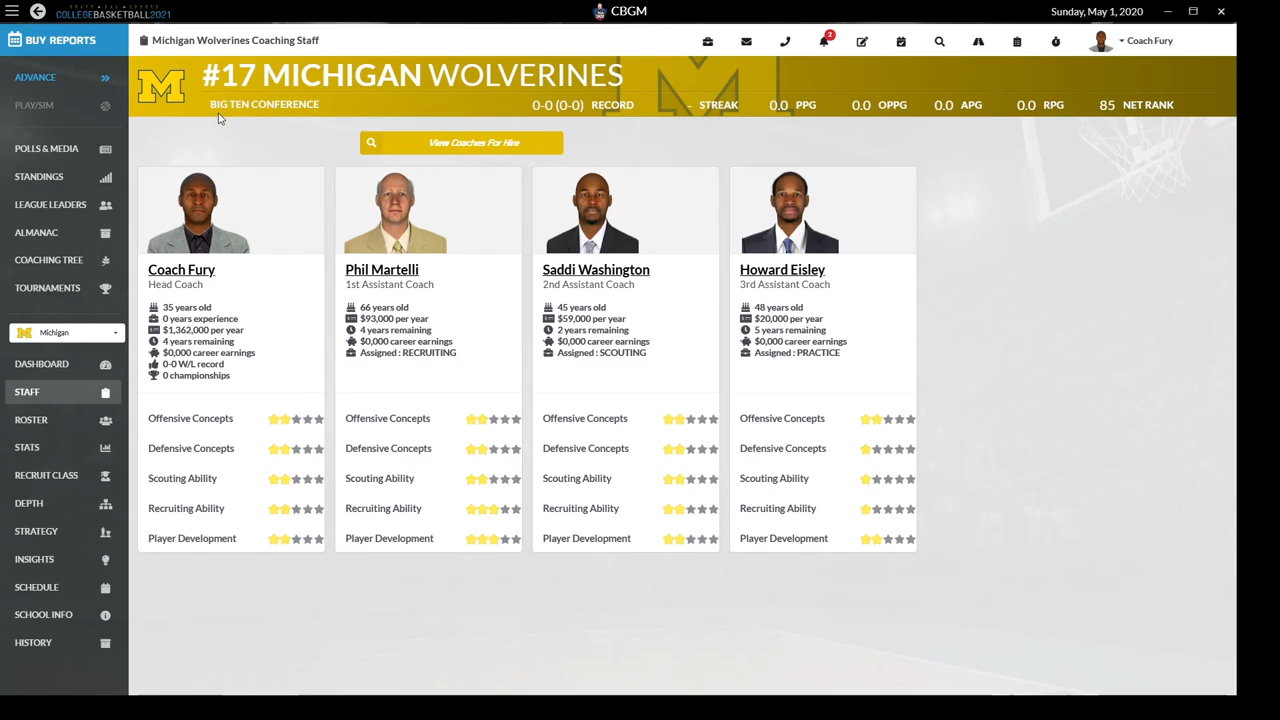 DRAFT DAY SPORTS
COLLEGEBASKETBALL2021
CBGM
Sunday, May 1, 2020
BUY REPORTS
Michigan Wolverines Coaching Staff
2
Coach Fury
ADVANCE
PLAY/SIM
POLLS & MEDIA
STANDINGS
LEAGUE LEADERS
ALMANAC
COACHING TREE
TOURNAMENTS
Michigan
DASHBOARD
STAFF
ROSTER
STATS
RECRUIT CLASS
DEPTH
STRATEGY
INSIGHTS
SCHEDULE
SCHOOL INFO
HISTORY
#17 MICHIGAN WOLVERINES
BIG TEN CONFERENCE
0-0 (0-0) RECORD - STREAK 0.0 PPG 0.0 OPPG 0.0 APG 0.0 RPG 85 NET RANK
View Coaches For Hire
Coach Fury
Head Coach
35 years old
0 years experience
$1,362,000 per year
4 years remaining
$0,000 career earnings
0-0 W/L record
0 championships
Offensive Concepts
Defensive Concepts
Scouting Ability
Recruiting Ability
Player Development
Phil Martelli
1st Assistant Coach
66 years old
$93,000 per year
4 years remaining
$0,000 career earnings
Assigned : RECRUITING
Offensive Concepts
Defensive Concepts
Scouting Ability
Recruiting Ability
Player Development
Saddi Washington
2nd Assistant Coach
45 years old
$59,000 per year
2 years remaining
$0,000 career earnings
Assigned : SCOUTING
Offensive Concepts
Defensive Concepts
Scouting Ability
Recruiting Ability
Player Development
Howard Eisley
3rd Assistant Coach
48 years old
$20,000 per year
5 years remaining
$0,000 career earnings
Assigned : PRACTICE
Offensive Concepts
Defensive Concepts
Scouting Ability
Recruiting Ability
Player Development